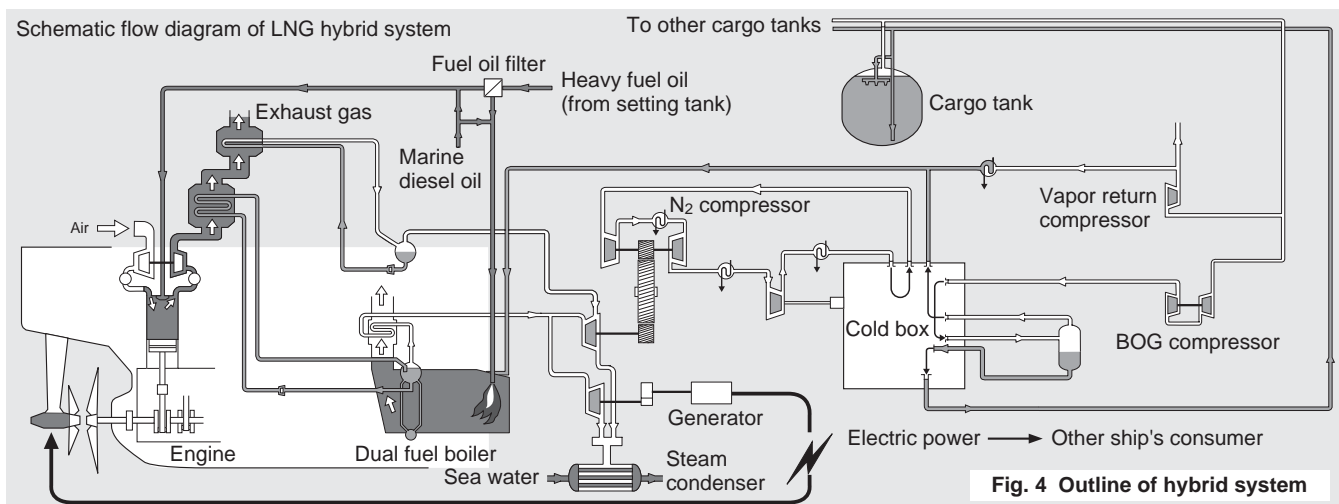 Schematic flow diagram of LNG hybrid system
To other cargo tanks
Fuel oil filter
Heavy fuel oil
(from setting tank)
Exhaust gas
Cargo tank
Marine
diesel oil
N₂ compressor
Vapor return
compressor
Air
Cold box
BOG compressor
Generator
Engine
Dual fuel boiler
Electric power
Other ship's consumer
Sea water
Steam
condenser
Fig. 4 Outline of hybrid system